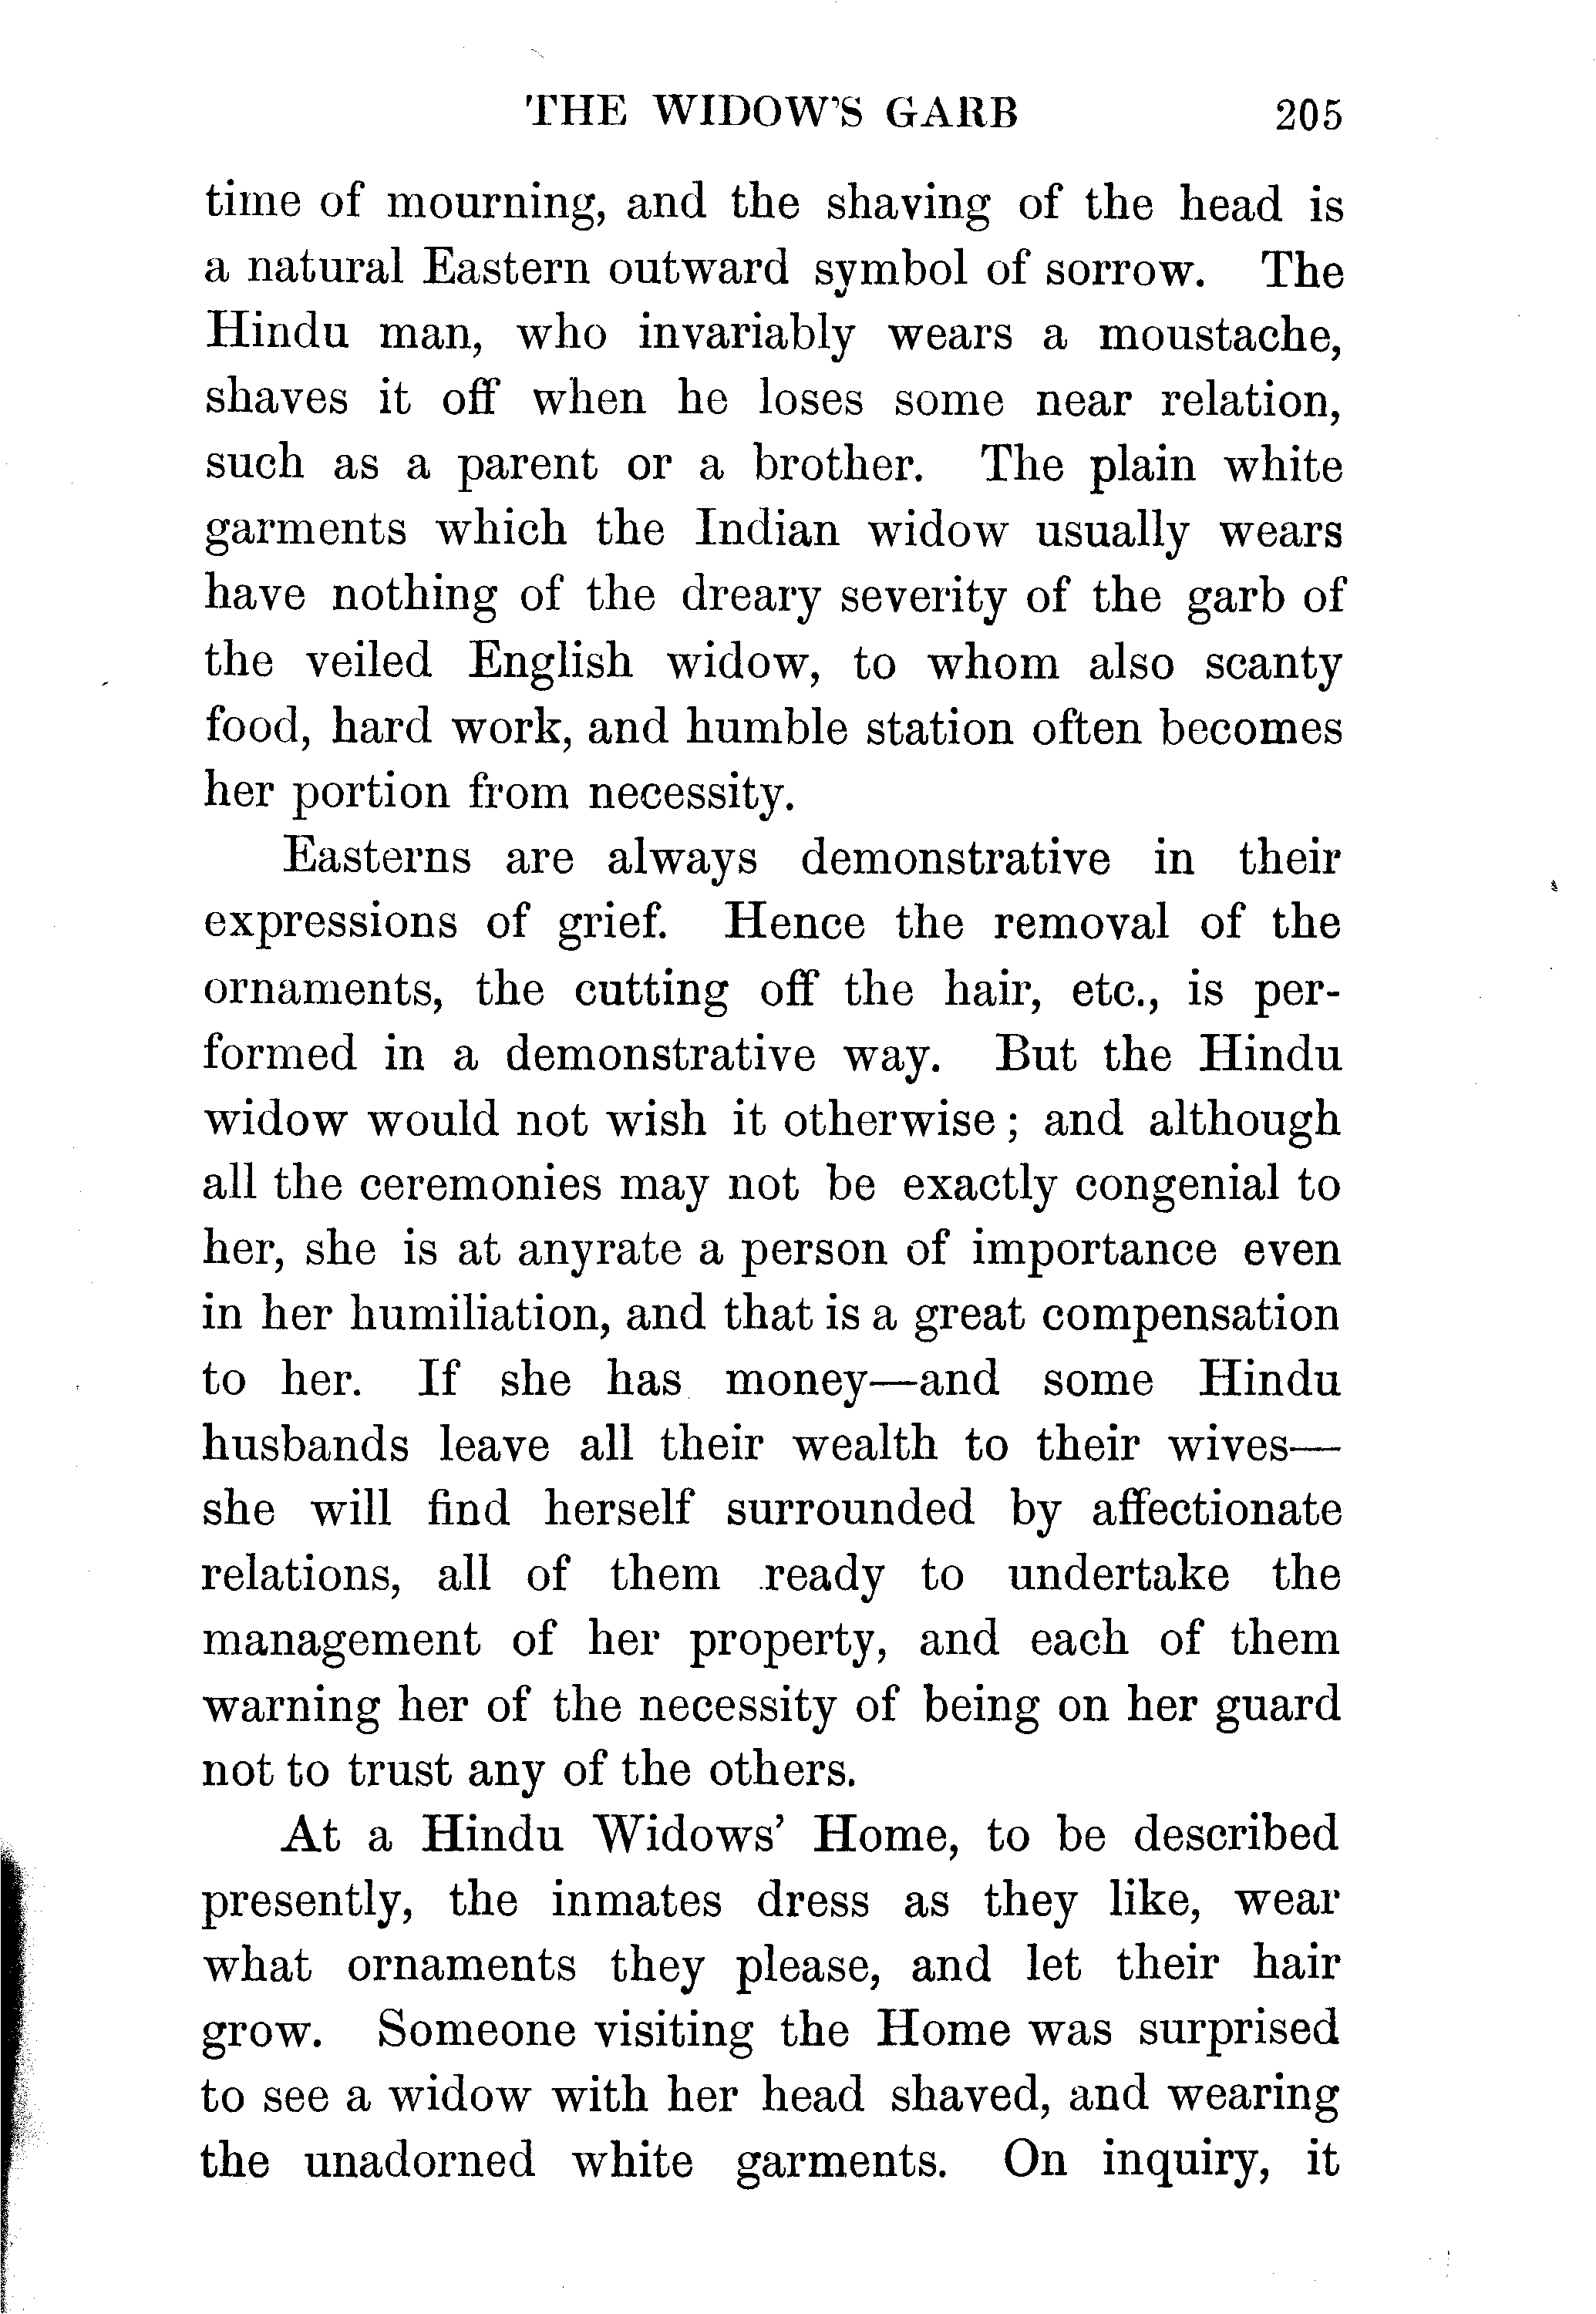 THE WIDOW'S GARB 205
time of mourning, and the shaving of the head is
a natural Eastern outward symbol of sorrow. The
Hindu man, who invariably wears a moustache,
shaves it off when he loses some near relation,
such as a parent or a brother. The plain white
garments which the Indian widow usually wears
have nothing of the dreary severity of the garb of
the veiled English widow, to whom also scanty
food, hard work, and humble station often becomes
her portion from necessity.
Easterns are always demonstrative in their
expressions of grief. Hence the removal of the
ornaments, the cutting off the hair, etc., is per-
formed in a demonstrative way. But the Hindu
widow would not wish it otherwise; and although
all the ceremonies may not be exactly congenial to
her, she is at anyrate a person of importance even
in her humiliation, and that is a great compensation
to her. If she has money—and some Hindu
husbands leave all their wealth to their wives—
she will find herself surrounded by affectionate
relations, all of them ready to undertake the
management of her property, and each of them
warning her of the necessity of being on her guard
not to trust any of the others.
At a Hindu Widows' Home, to be described
presently, the inmates dress as they like, wear
what ornaments they please, and let their hair
grow. Someone visiting the Home was surprised
to see a widow with her head shaved, and wearing
the unadorned white garments. On inquiry, it